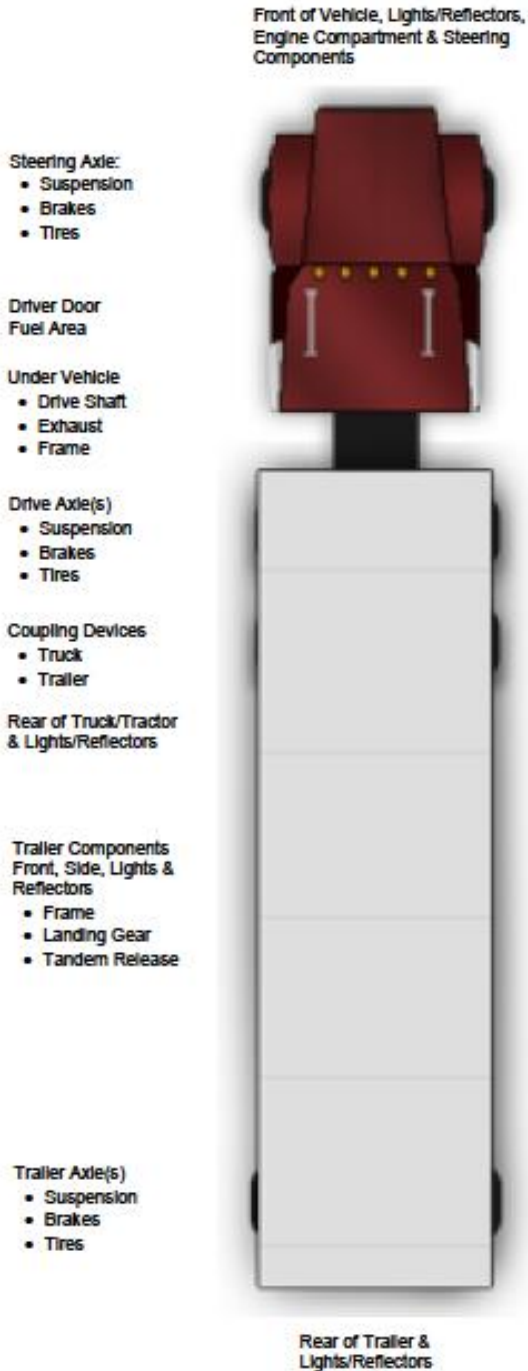 Front of Vehicle, Lights/Reflectors,
Engine Compartment & Steering
Components
Steering Axle:
• Suspension
• Brakes
• Tires
Driver Door
Fuel Area
Under Vehicle
• Drive Shaft
• Exhaust
• Frame
Drive Axle(s)
• Suspension
• Brakes
• Tires
Coupling Devices
• Truck
• Trailer
Rear of Truck/Tractor
& Lights/Reflectors
Trailer Components
Front, Side, Lights &
Reflectors
• Frame
• Landing Gear
• Tandem Release
Trailer Axle(s)
• Suspension
• Brakes
• Tires
Rear of Trailer &
Lights/Reflectors